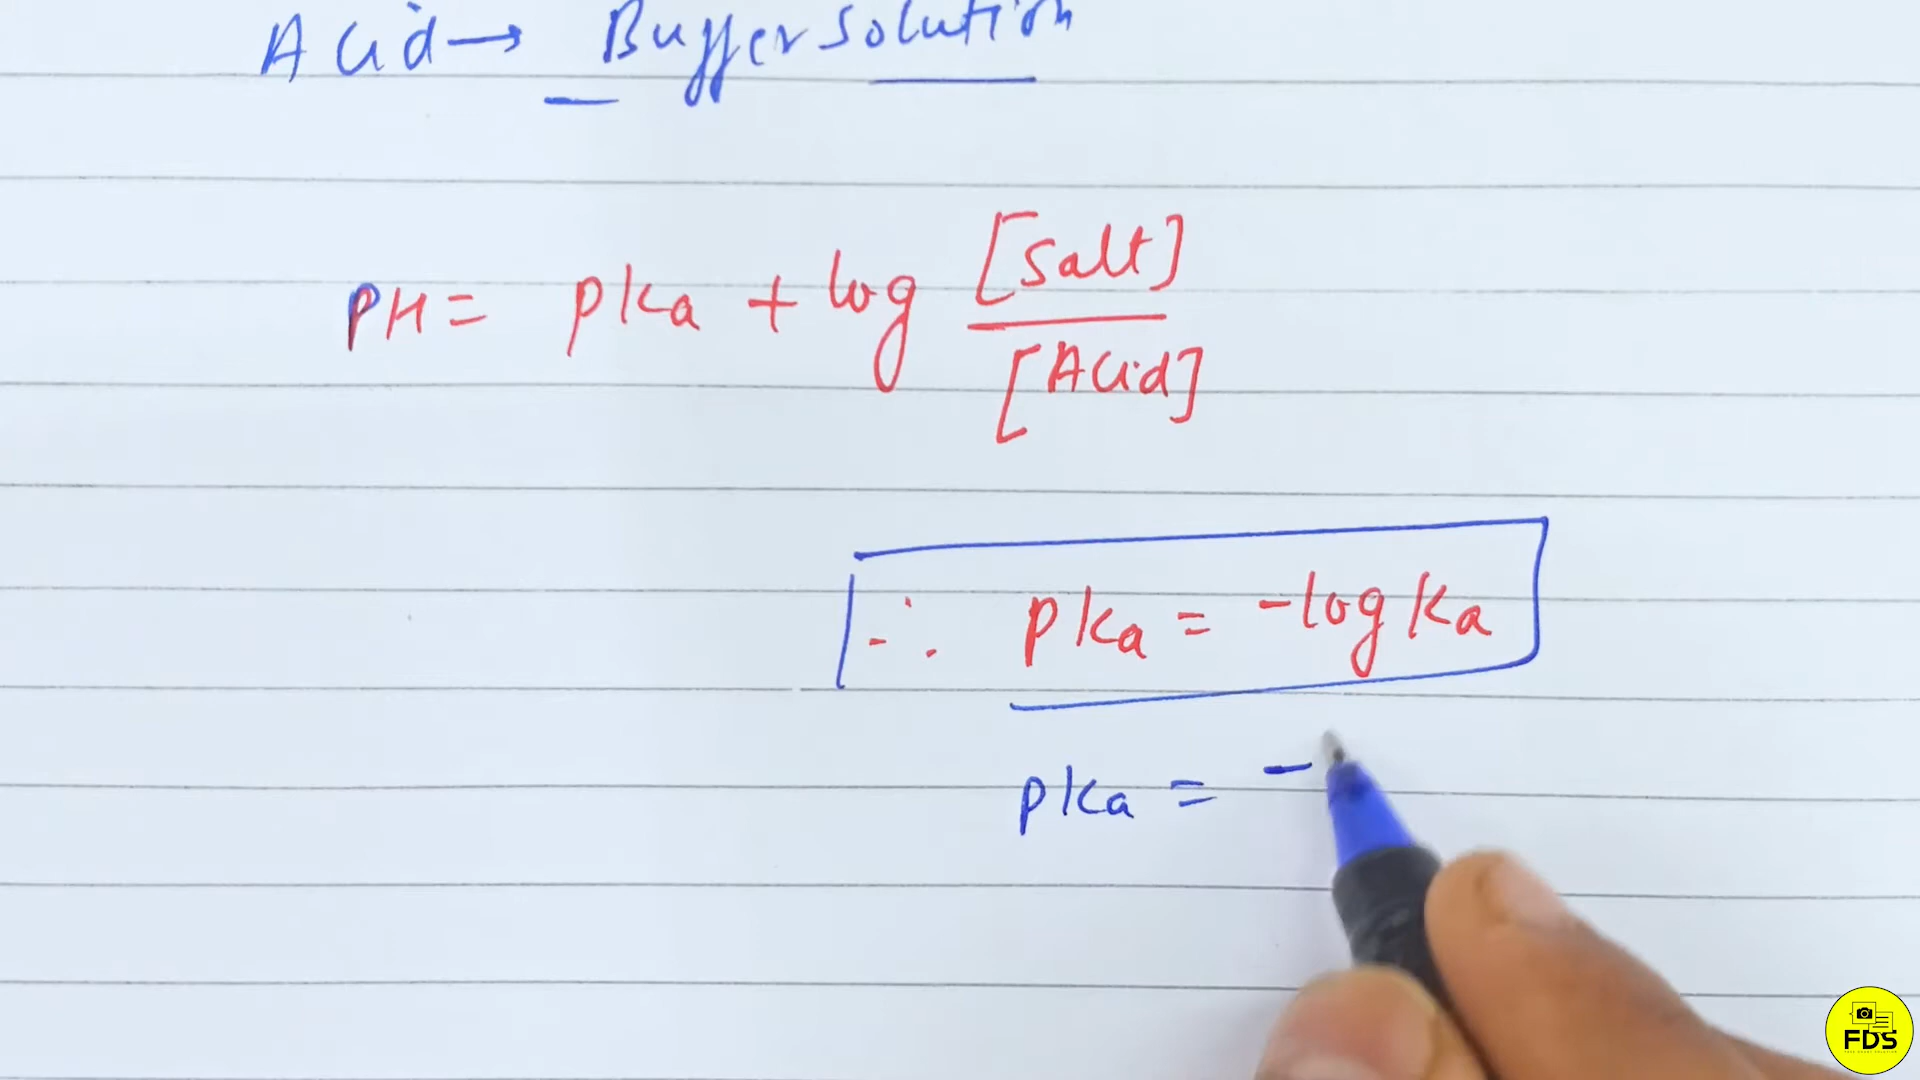 Acid → Buffer Solution
PH = pka + log [Salt] / [Acid]
∴ pka = -log ka
pka = -
FDS